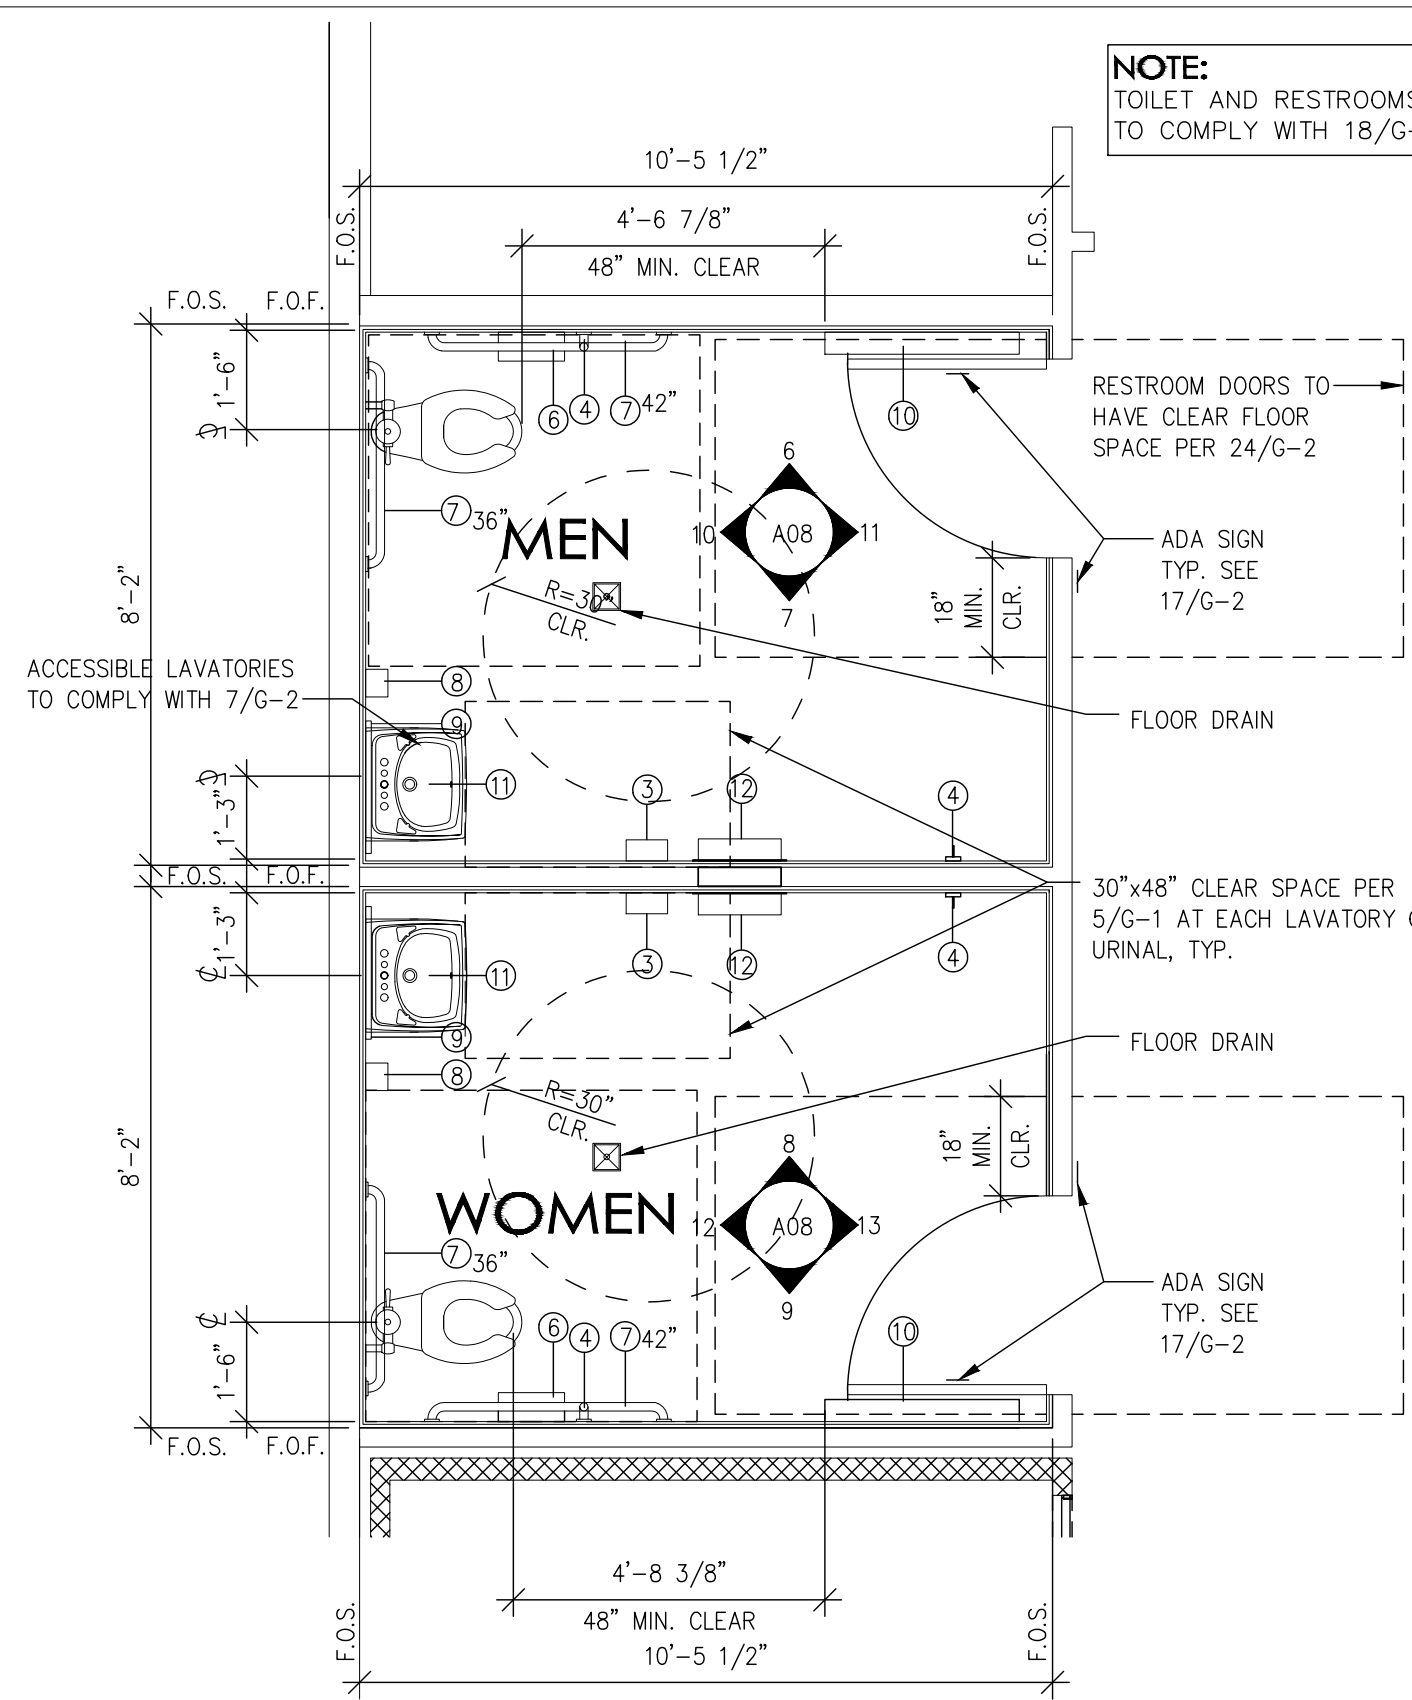 NOTE:
TOILET AND RESTROOMS
TO COMPLY WITH 18/G-
10'-5 1/2"
F.O.S.
F.O.S.
4'-6 7/8"
48" MIN. CLEAR
F.O.S.
F.O.F.
1'-6"
8'-2"
6
4
7
42"
10
RESTROOM DOORS TO
HAVE CLEAR FLOOR
SPACE PER 24/G-2
7
36"
MEN
6
10
A08
11
7
ADA SIGN
TYP. SEE
17/G-2
R=30"
CLR.
18"
MIN.
CLR.
ACCESSIBLE LAVATORIES
TO COMPLY WITH 7/G-2
8
9
FLOOR DRAIN
11
3
12
4
1'-3"
F.O.S.
F.O.F.
30"x48" CLEAR SPACE PER
5/G-1 AT EACH LAVATORY
URINAL, TYP.
1'-3"
℄
11
3
12
4
9
8
FLOOR DRAIN
R=30"
CLR.
18"
MIN.
CLR.
8'-2"
WOMEN
8
12
A08
13
9
7
36"
ADA SIGN
TYP. SEE
17/G-2
℄
6
4
7
42"
10
1'-6"
F.O.S.
F.O.F.
4'-8 3/8"
48" MIN. CLEAR
F.O.S.
F.O.S.
10'-5 1/2"